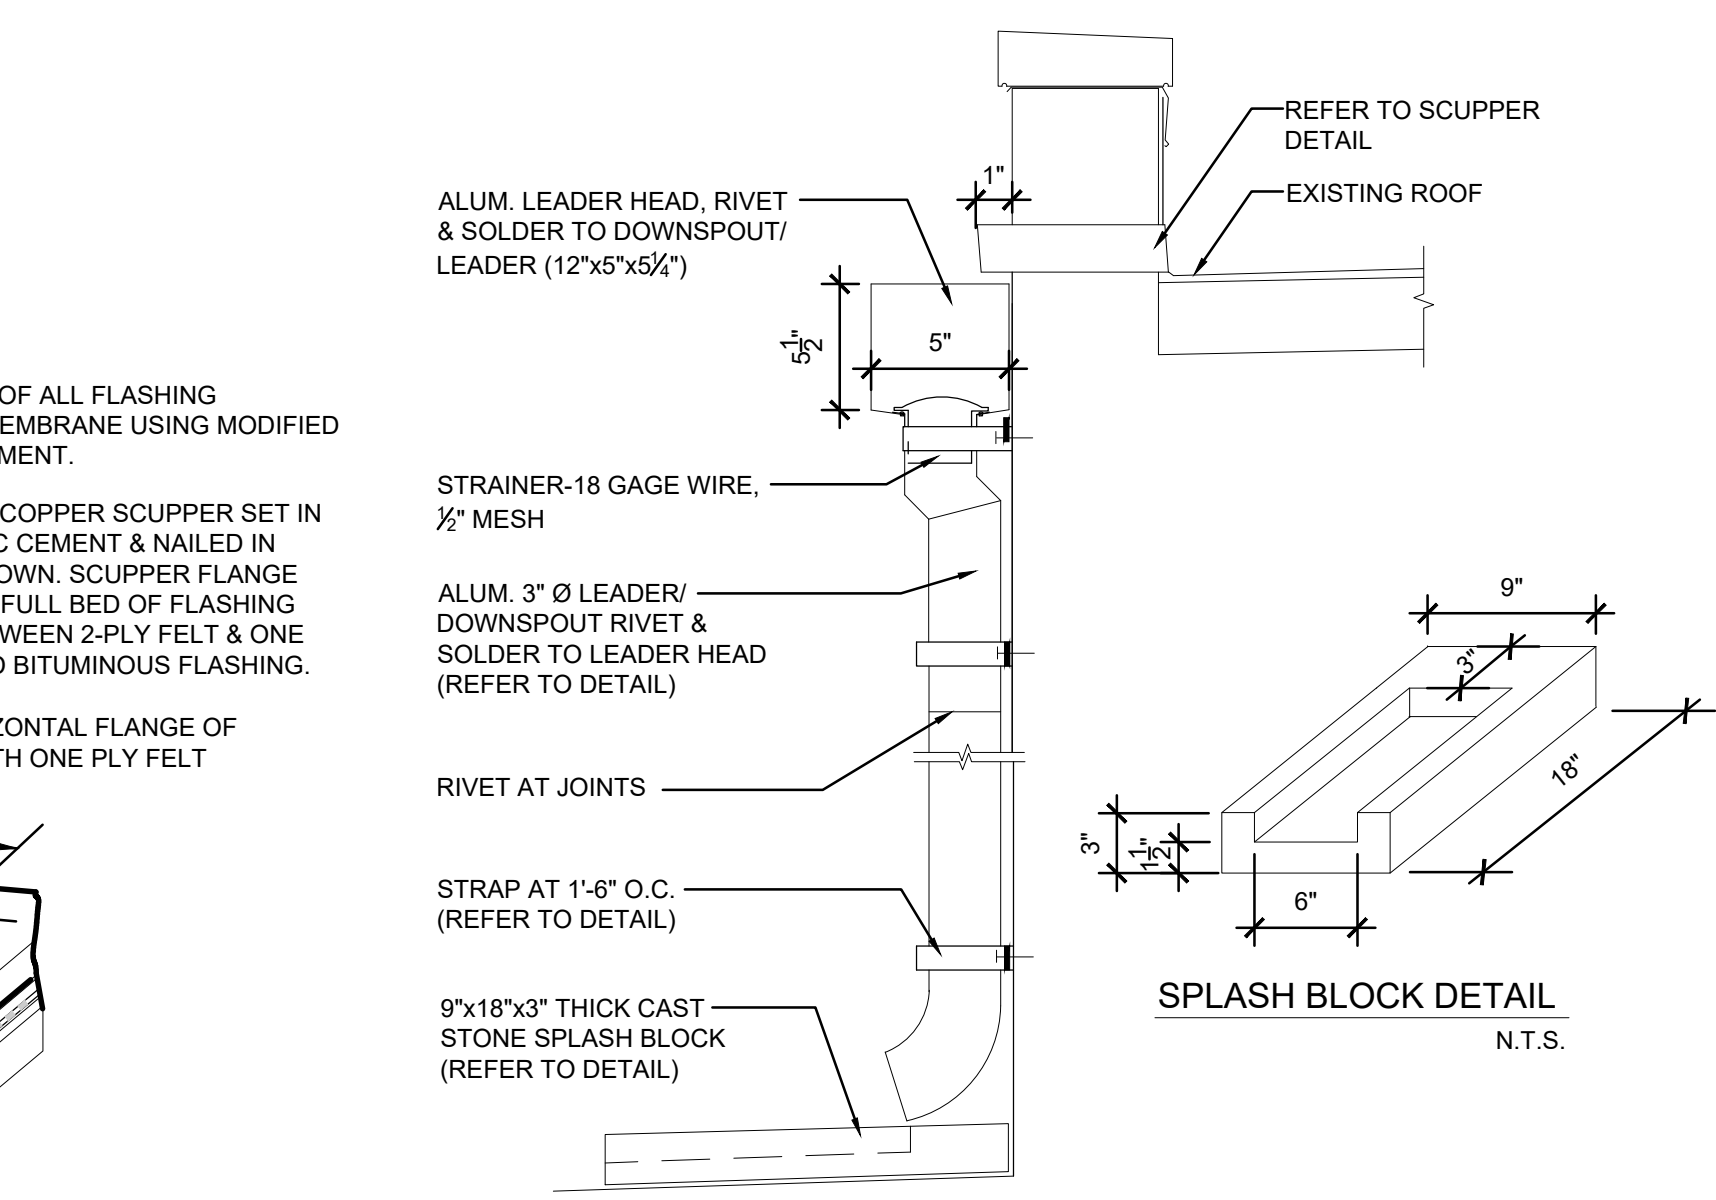 OF ALL FLASHING
EMBRANE USING MODIFIED
MENT.
COPPER SCUPPER SET IN
C CEMENT & NAILED IN
OWN. SCUPPER FLANGE
FULL BED OF FLASHING
WEEN 2-PLY FELT & ONE
D BITUMINOUS FLASHING.
ZONTAL FLANGE OF
TH ONE PLY FELT
ALUM. LEADER HEAD, RIVET
& SOLDER TO DOWNSPOUT/
LEADER (12"x5"x5¼")
STRAINER-18 GAGE WIRE,
½" MESH
ALUM. 3" Ø LEADER/
DOWNSPOUT RIVET &
SOLDER TO LEADER HEAD
(REFER TO DETAIL)
RIVET AT JOINTS
STRAP AT 1'-6" O.C.
(REFER TO DETAIL)
9"x18"x3" THICK CAST
STONE SPLASH BLOCK
(REFER TO DETAIL)
1"
5½"
5"
REFER TO SCUPPER
DETAIL
EXISTING ROOF
9"
3"
18"
3"
1½"
6"
SPLASH BLOCK DETAIL
N.T.S.